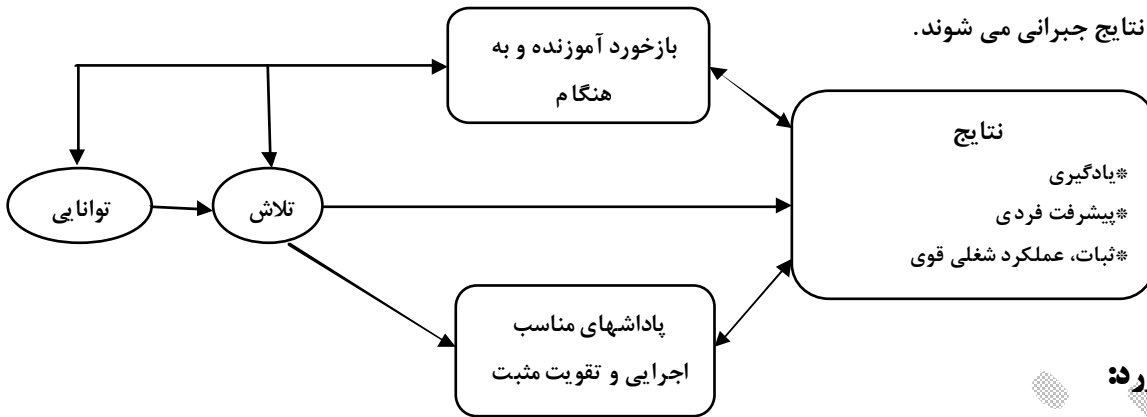 نتایج جبرانی می شوند.
بازخورد آموزنده و به
هنگام
نتایج
*یادگیری
*پیشرفت فردی
*ثبات، عملکرد شغلی قوی
تلاش
توانایی
پاداشهای مناسب
اجرایی و تقویت مثبت